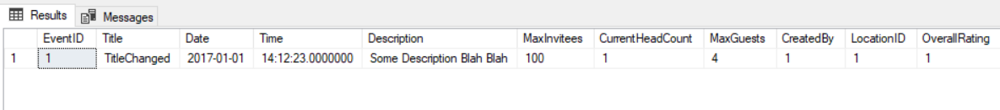 Results Messages
EventID Title Date Time Description MaxInvitees CurrentHeadCount MaxGuests CreatedBy LocationID OverallRating
1 1 TitleChanged 2017-01-01 14:12:23.0000000 Some Description Blah Blah 100 1 4 1 1 1